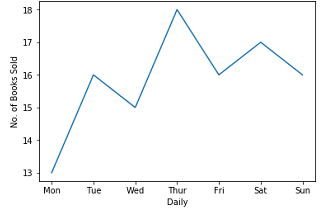 18
17
16
15
14
13
No. of Books Sold
Mon Tue Wed Thur Fri Sat Sun
Daily